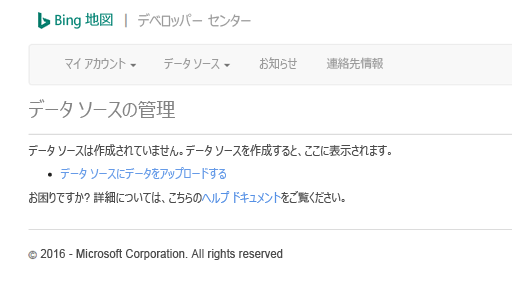 Bing 地図 | デベロッパー センター
マイ アカウント データ ソース お知らせ 連絡先情報
データ ソースの管理
データ ソースは作成されていません。データ ソースを作成すると、ここに表示されます。
データ ソースにデータをアップロードする
お困りですか? 詳細については、こちらのヘルプ ドキュメントをご覧ください。
© 2016 - Microsoft Corporation. All rights reserved